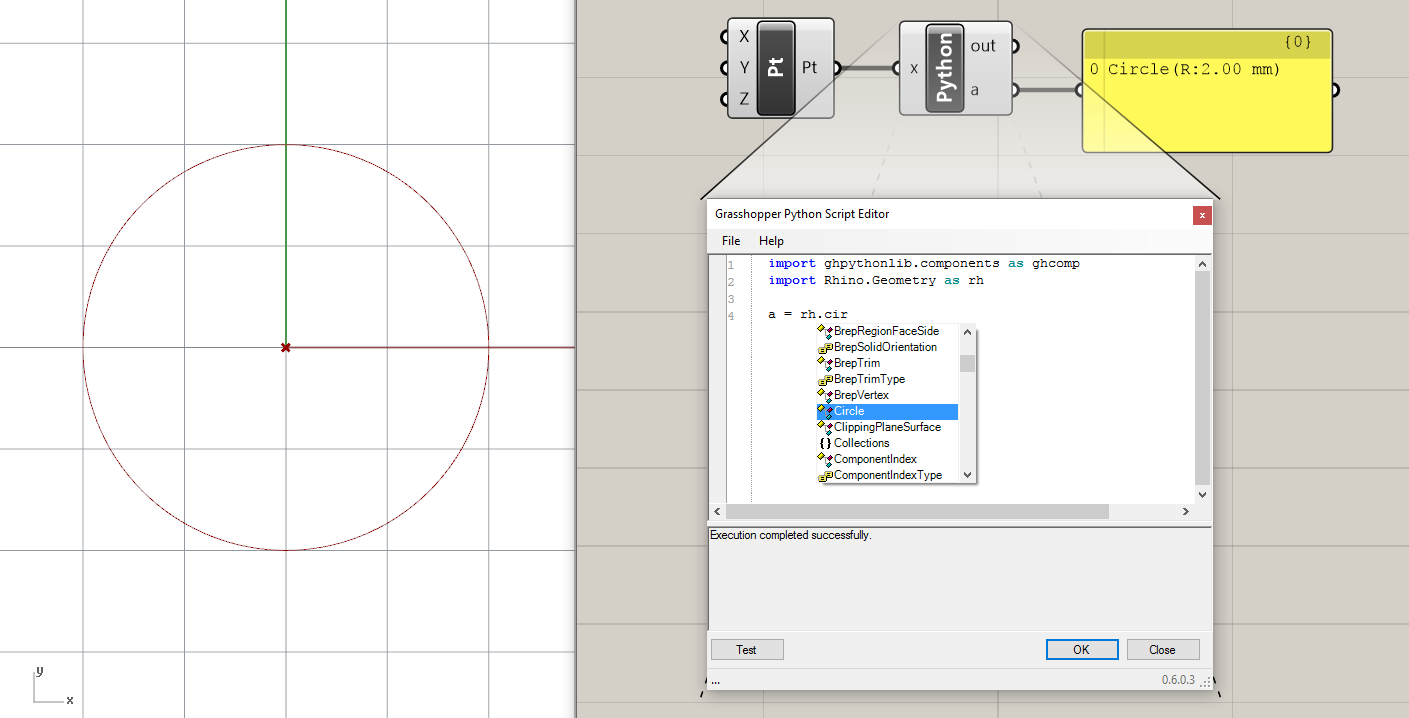 X
Y
Z
Pt
Pt
x
Python
out
a
{0}
0 Circle(R:2.00 mm)
Grasshopper Python Script Editor
x
File Help
1 import ghpythonlib.components as ghcomp
2 import Rhino.Geometry as rh
3
4 a = rh.cir
BrepRegionFaceSide
BrepSolidOrientation
BrepTrim
BrepTrimType
BrepVertex
Circle
ClippingPlaneSurface
{} Collections
ComponentIndex
ComponentIndexType
Execution completed successfully.
Test OK Close
... 0.6.0.3
y
x